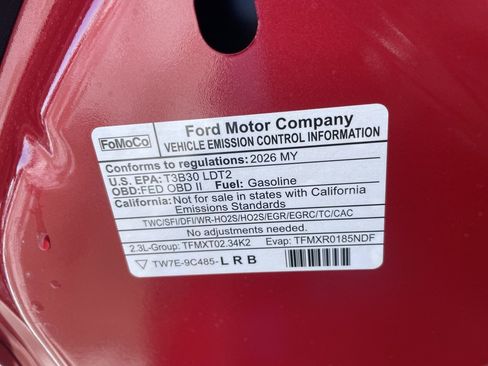 FoMoCo
Ford Motor Company
VEHICLE EMISSION CONTROL INFORMATION
Conforms to regulations: 2026 MY
U.S. EPA: T3B30 LDT2
OBD: FED OBD II Fuel: Gasoline
California: Not for sale in states with California
Emissions Standards
TWC/SFI/DFI/WR-HO2S/HO2S/EGR/EGRC/TC/CAC
No adjustments needed.
2.3L-Group: TFMXT02.34K2 Evap: TFMXR0185NDF
TW7E-9C485- L R B